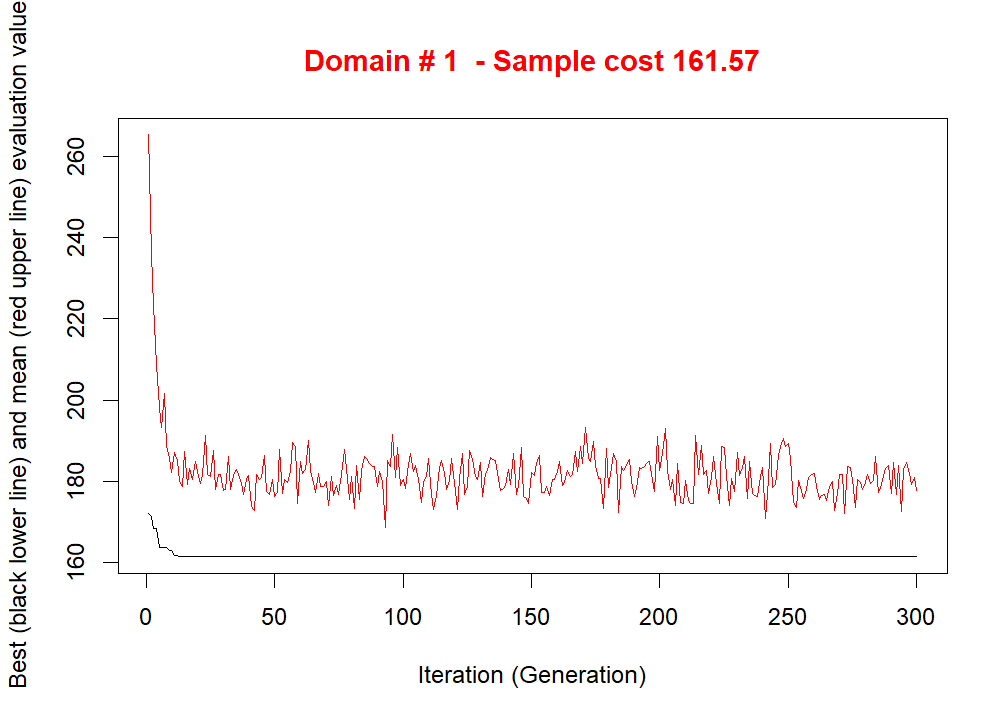 Domain # 1  - Sample cost 161.57
Best (black lower line) and mean (red upper line) evaluation value
260
240
220
200
180
160
0 50 100 150 200 250 300
Iteration (Generation)